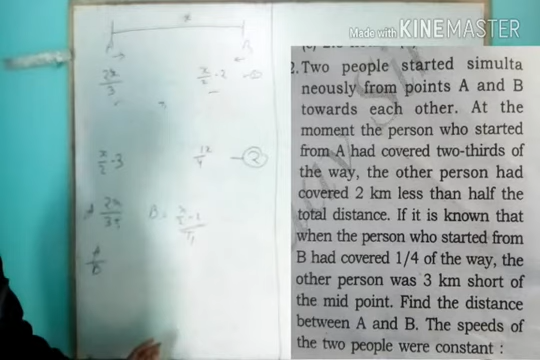 Made with KINEMASTER
x
A B
2x/3 x/2 - 2
x/2 - 3 1x/4 - 2
2. Two people started simulta
neously from points A and B
towards each other. At the
moment the person who started
from A had covered two-thirds of
the way, the other person had
covered 2 km less than half the
total distance. If it is known that
when the person who started from
B had covered 1/4 of the way, the
other person was 3 km short of
the mid point. Find the distance
between A and B. The speeds of
the two people were constant :